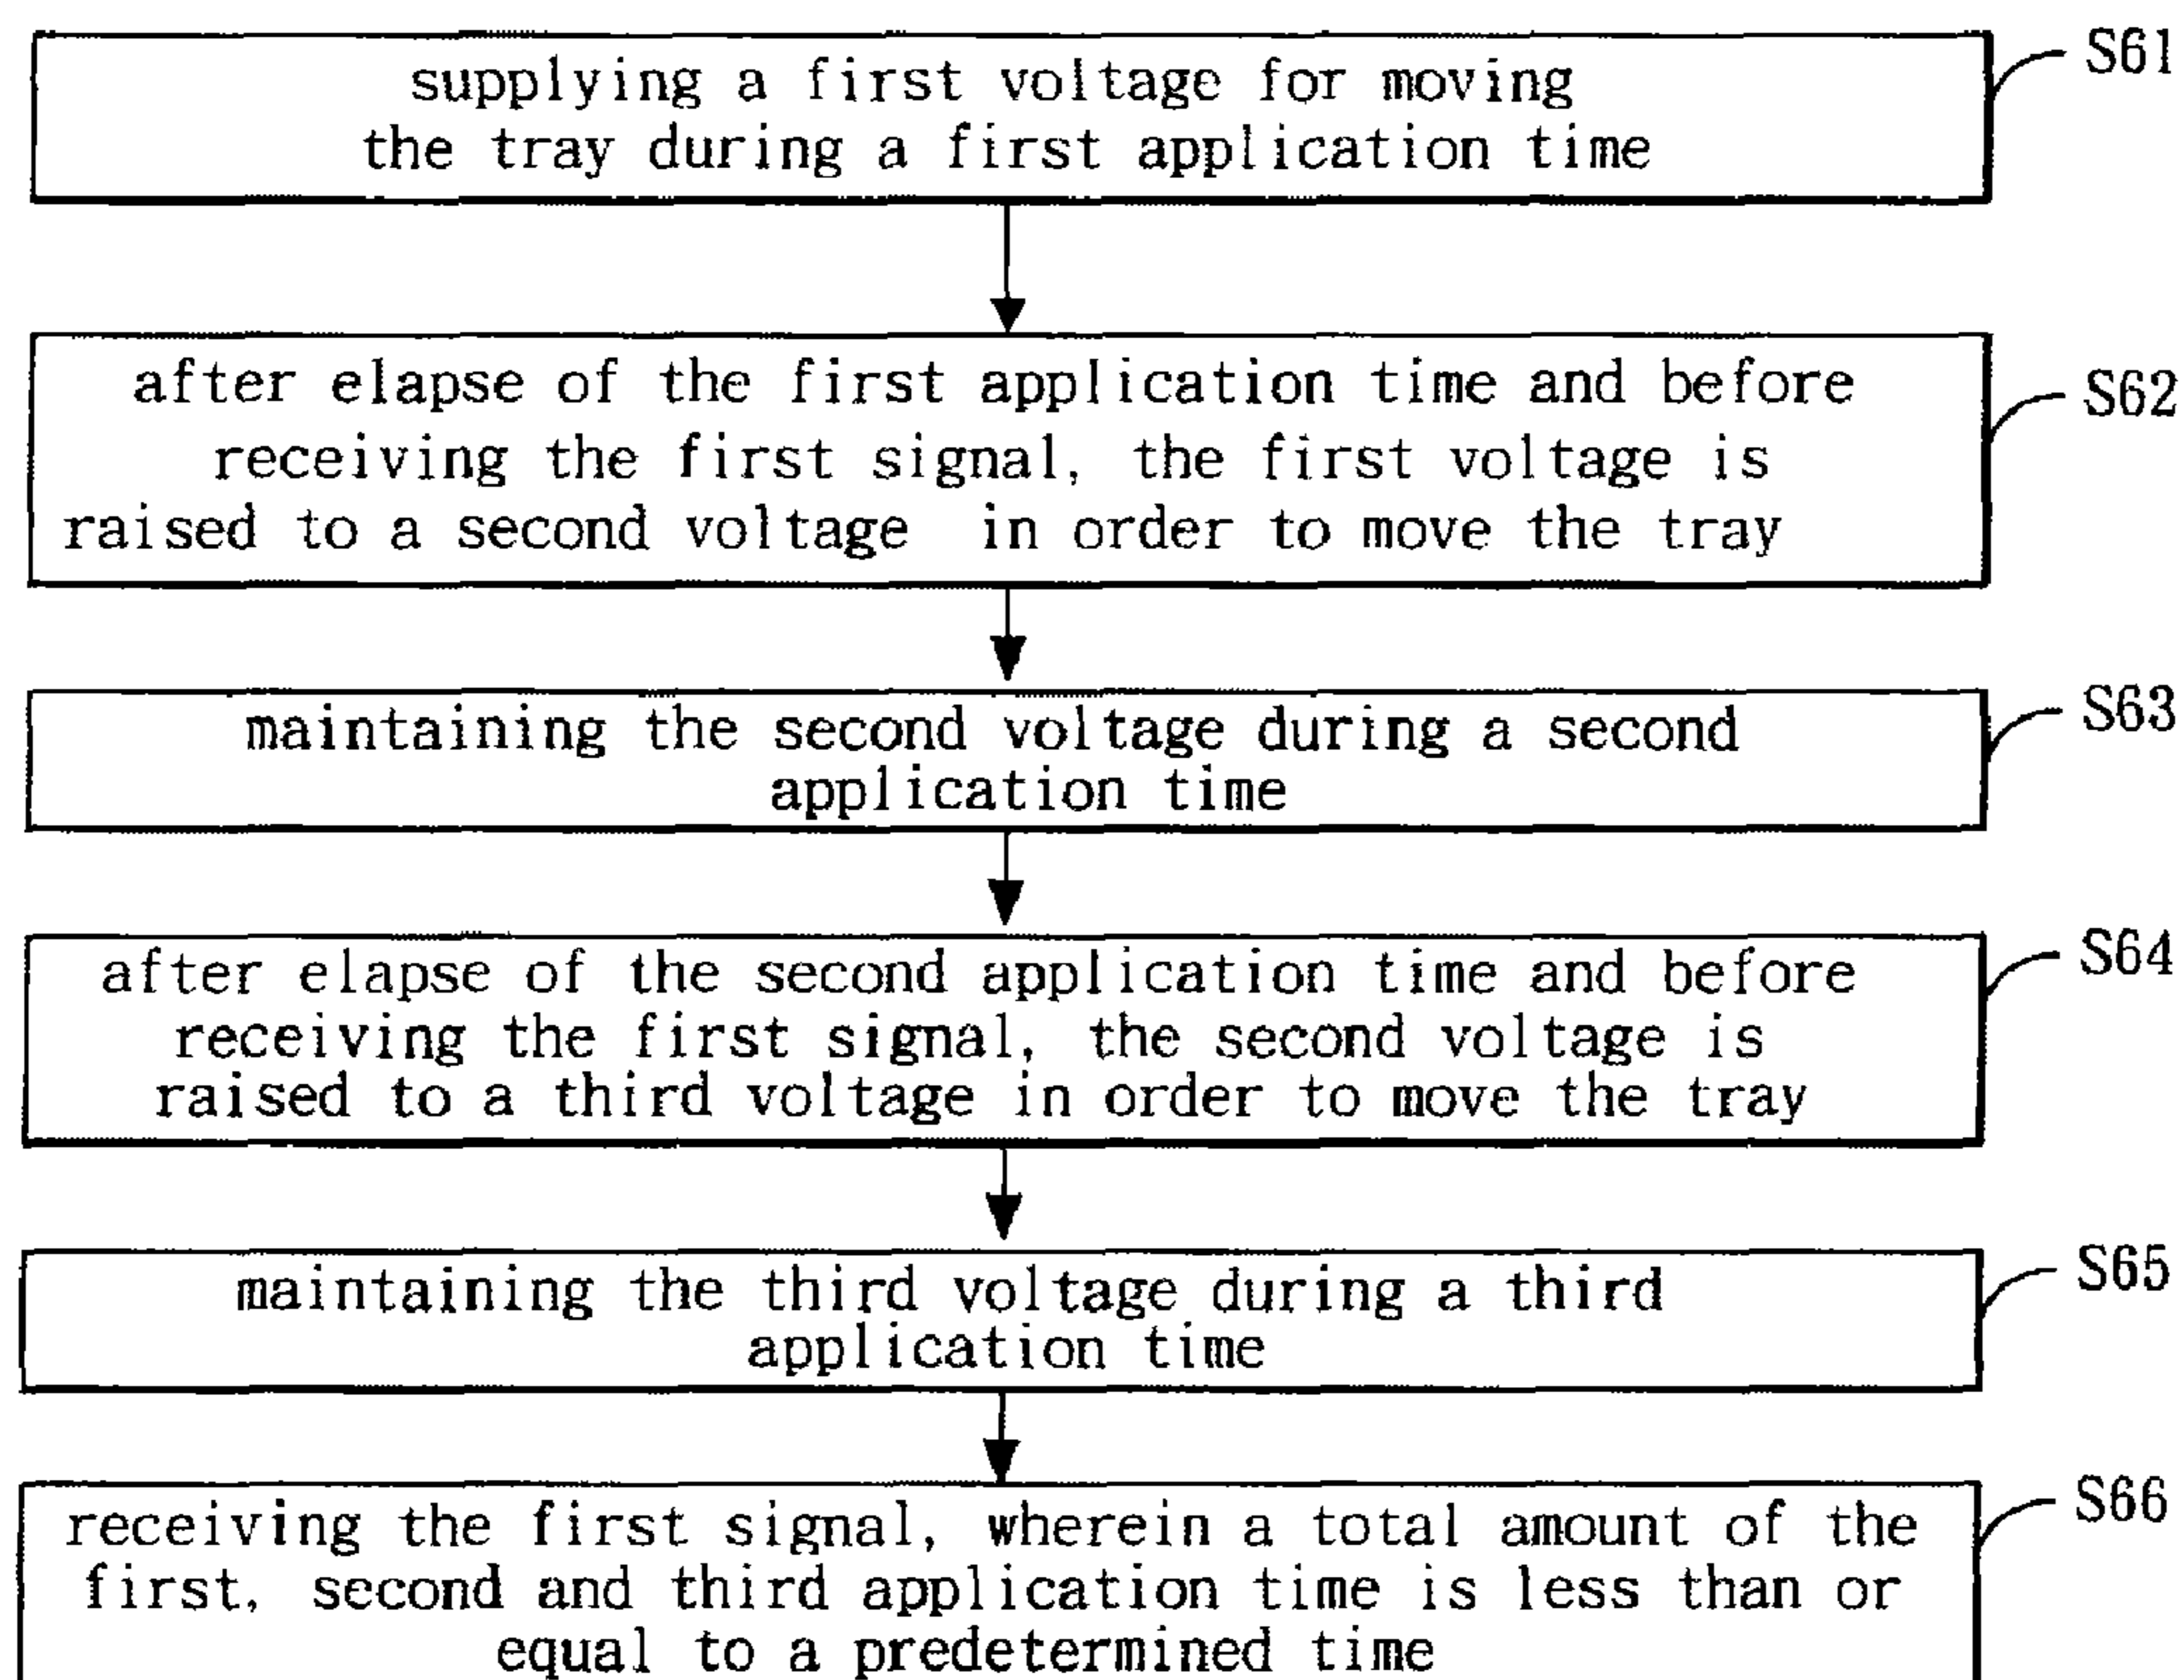 supplying a first voltage for moving
the tray during a first application time
S61
after elapse of the first application time and before
receiving the first signal, the first voltage is
raised to a second voltage in order to move the tray
S62
maintaining the second voltage during a second
application time
S63
after elapse of the second application time and before
receiving the first signal, the second voltage is
raised to a third voltage in order to move the tray
S64
maintaining the third voltage during a third
application time
S65
receiving the first signal, wherein a total amount of the
first, second and third application time is less than or
equal to a predetermined time
S66